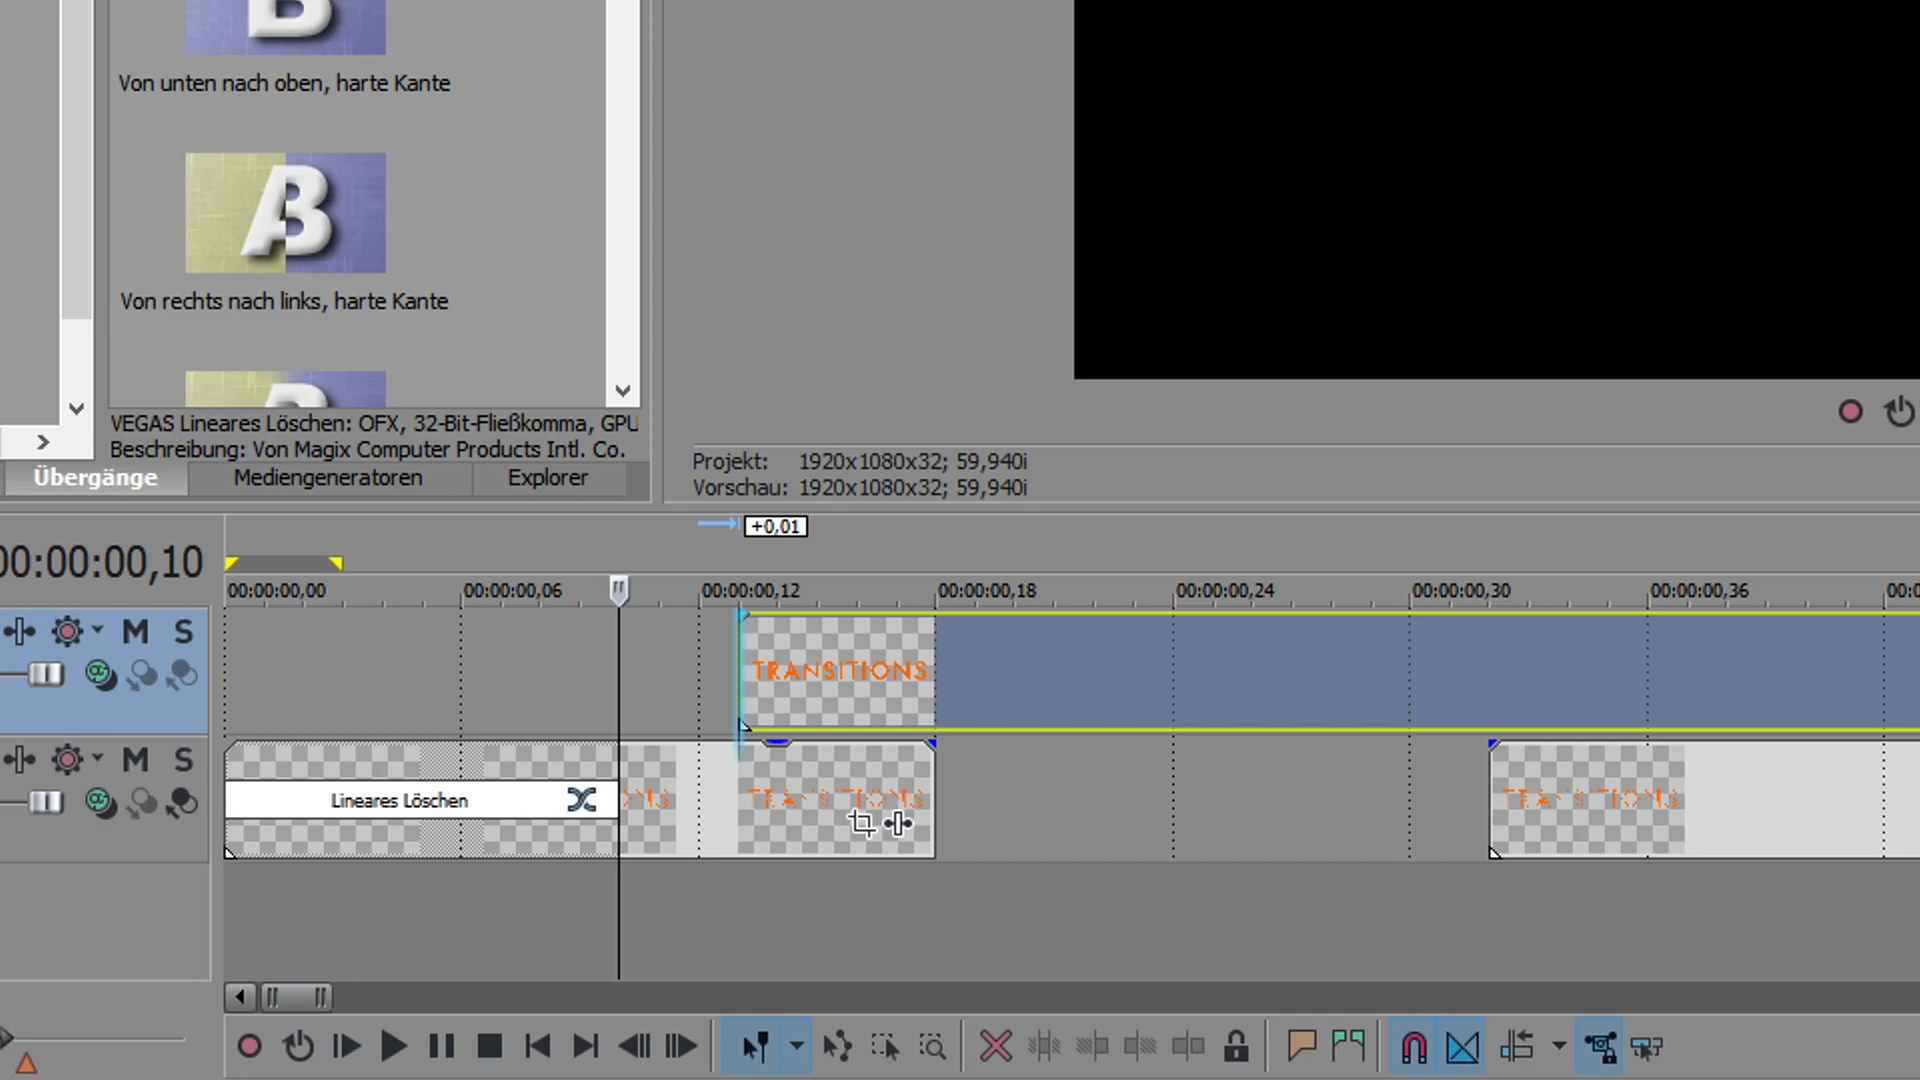 B
Von unten nach oben, harte Kante
AB
Von rechts nach links, harte Kante
VEGAS Lineares Löschen: OFX, 32-Bit-Fließkomma, GPU
Beschreibung: Von Magix Computer Products Intl. Co.
Übergänge Mediengeneratoren Explorer
Projekt: 1920x1080x32; 59,940i
Vorschau: 1920x1080x32; 59,940i
+0,01
00:00:00,10
00:00:00,00 00:00:00,06 00:00:00,12 00:00:00,18 00:00:00,24 00:00:00,30 00:00:00,36 00:0
M S
TRANSITIONS
M S
Lineares Löschen